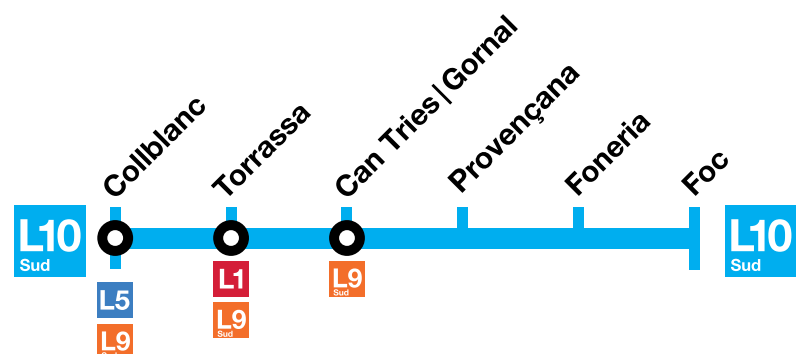 Collblanc
Torrassa
Can Tries|Gornal
Provençana
Foneria
Foc
L10
Sud
L10
Sud
L5
L1
L9
Sud
L9
Sud
L9
Sud